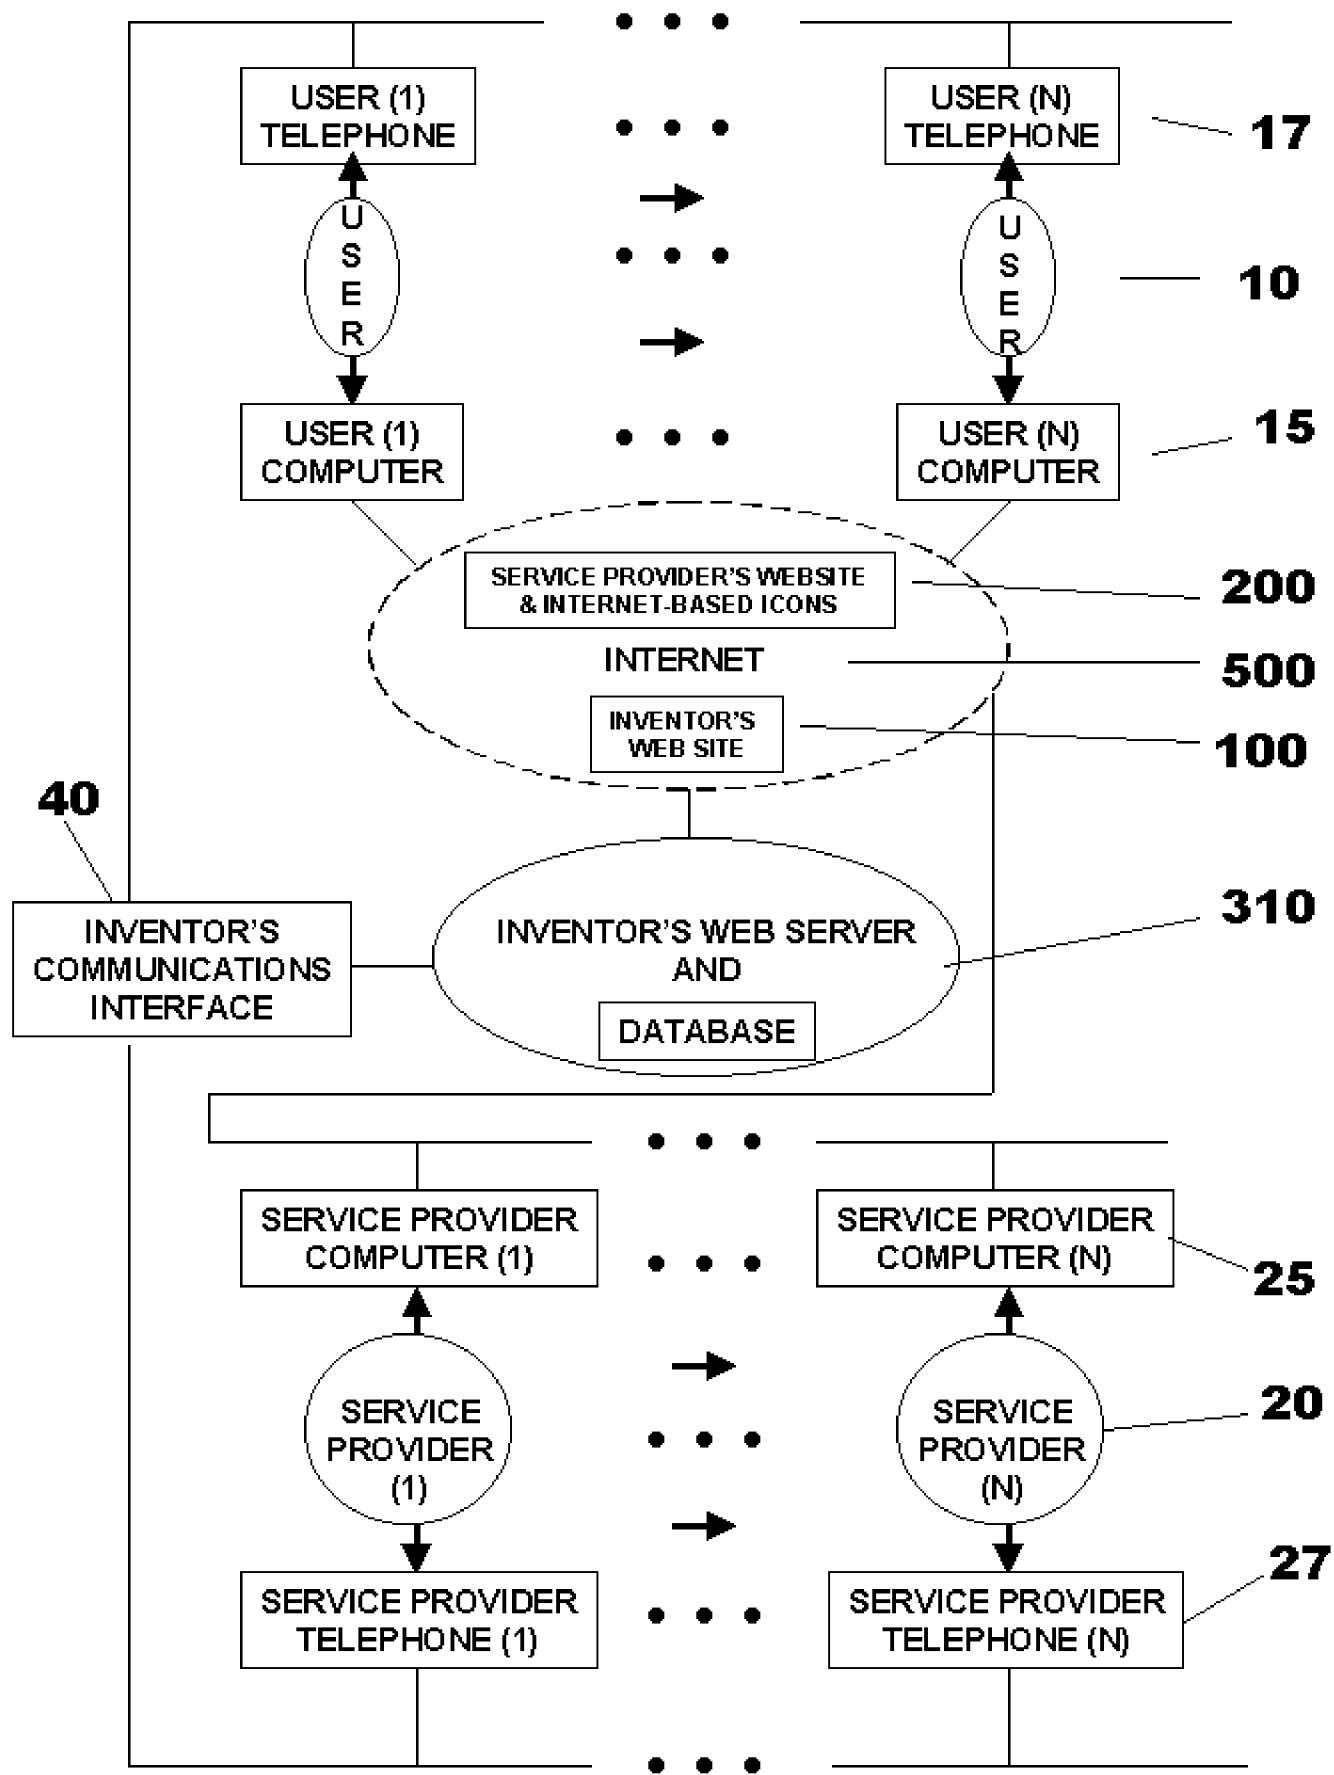 USER (1)
TELEPHONE
USER (N)
TELEPHONE
17
USER
USER
10
USER (1)
COMPUTER
USER (N)
COMPUTER
15
SERVICE PROVIDER'S WEBSITE
& INTERNET-BASED ICONS
200
INTERNET
500
INVENTOR'S
WEB SITE
100
40
INVENTOR'S
COMMUNICATIONS
INTERFACE
INVENTOR'S WEB SERVER
AND
DATABASE
310
SERVICE PROVIDER
COMPUTER (1)
SERVICE PROVIDER
COMPUTER (N)
25
SERVICE
PROVIDER
(1)
SERVICE
PROVIDER
(N)
20
SERVICE PROVIDER
TELEPHONE (1)
SERVICE PROVIDER
TELEPHONE (N)
27